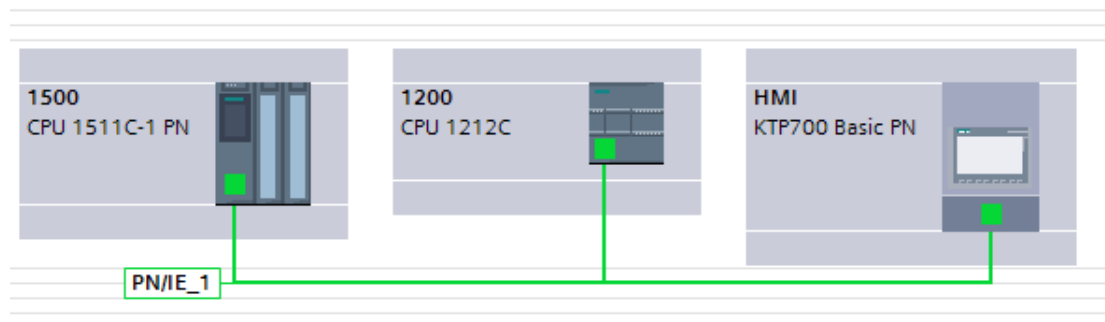 1500
CPU 1511C-1 PN
1200
CPU 1212C
HMI
KTP700 Basic PN
PN/IE_1